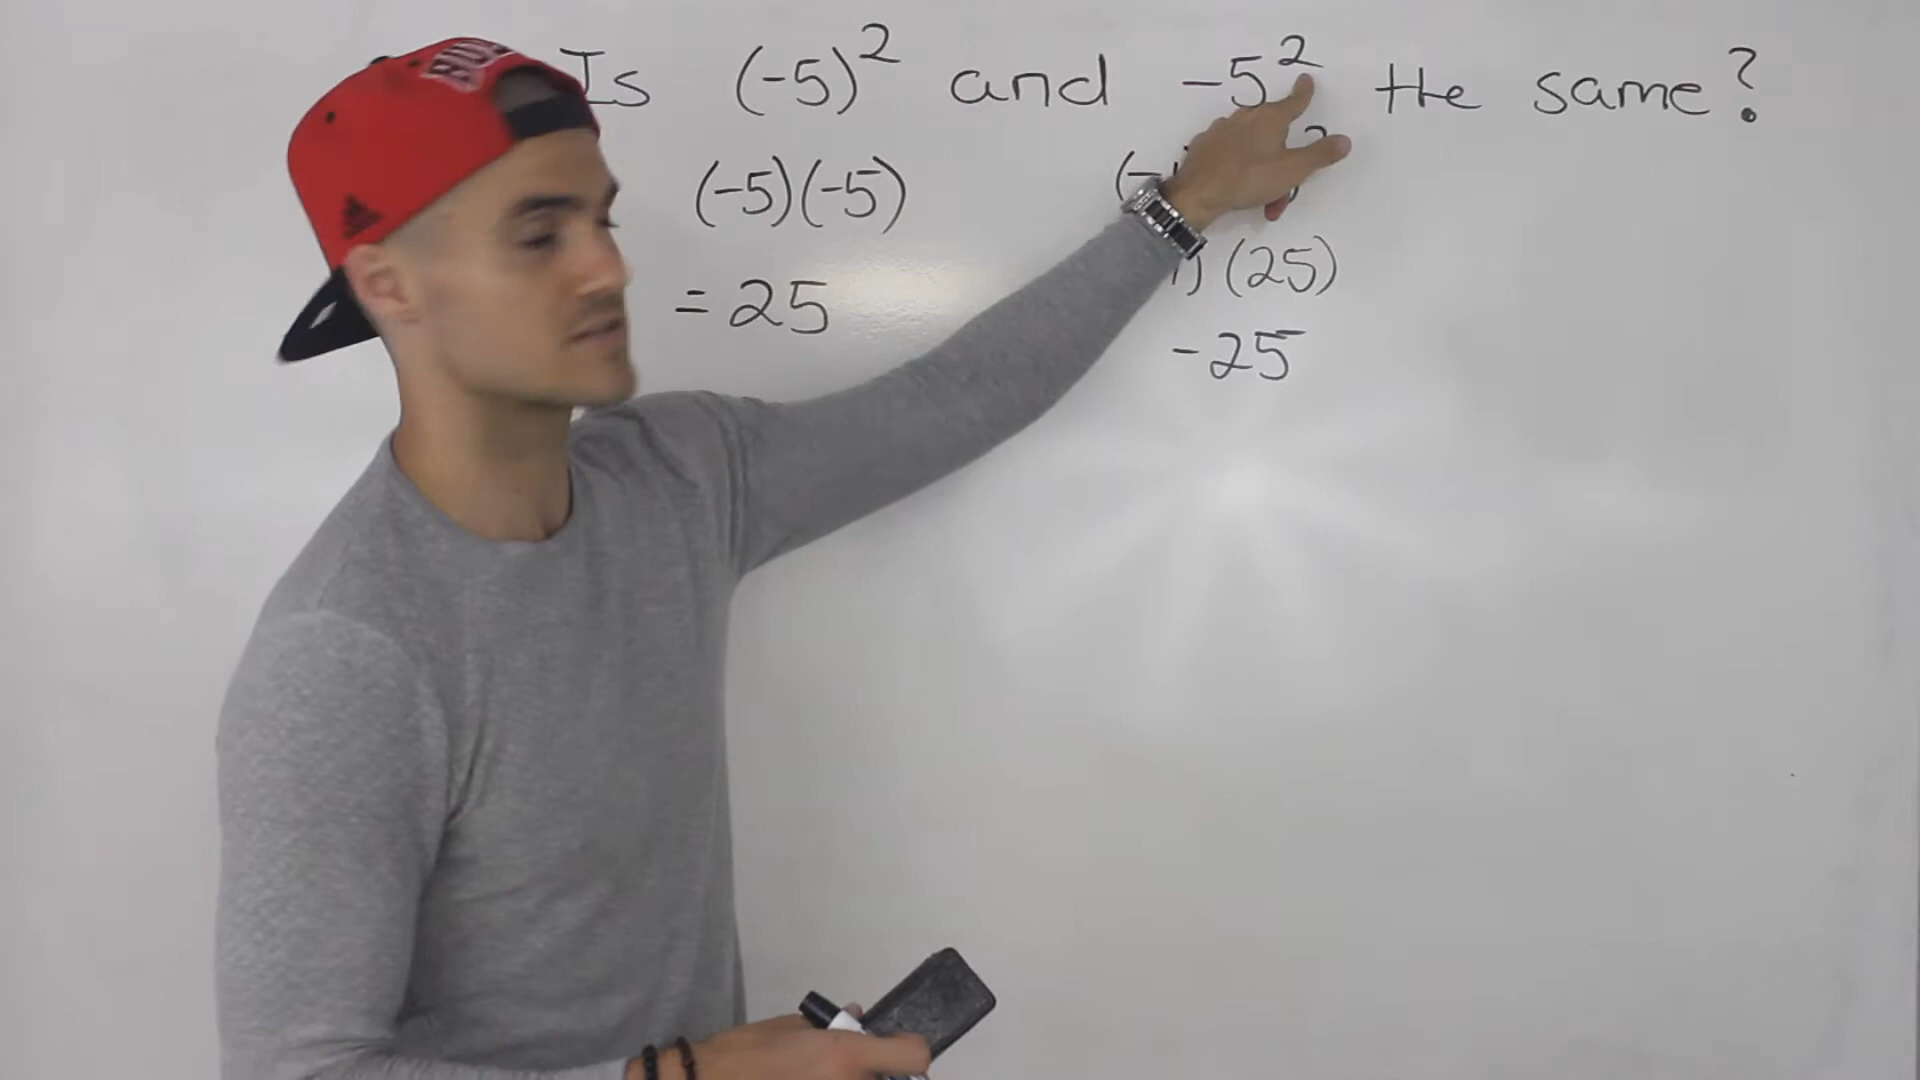 Is (-5)² and -5² the same?
(-5)(-5)
= 25
(25)
-25